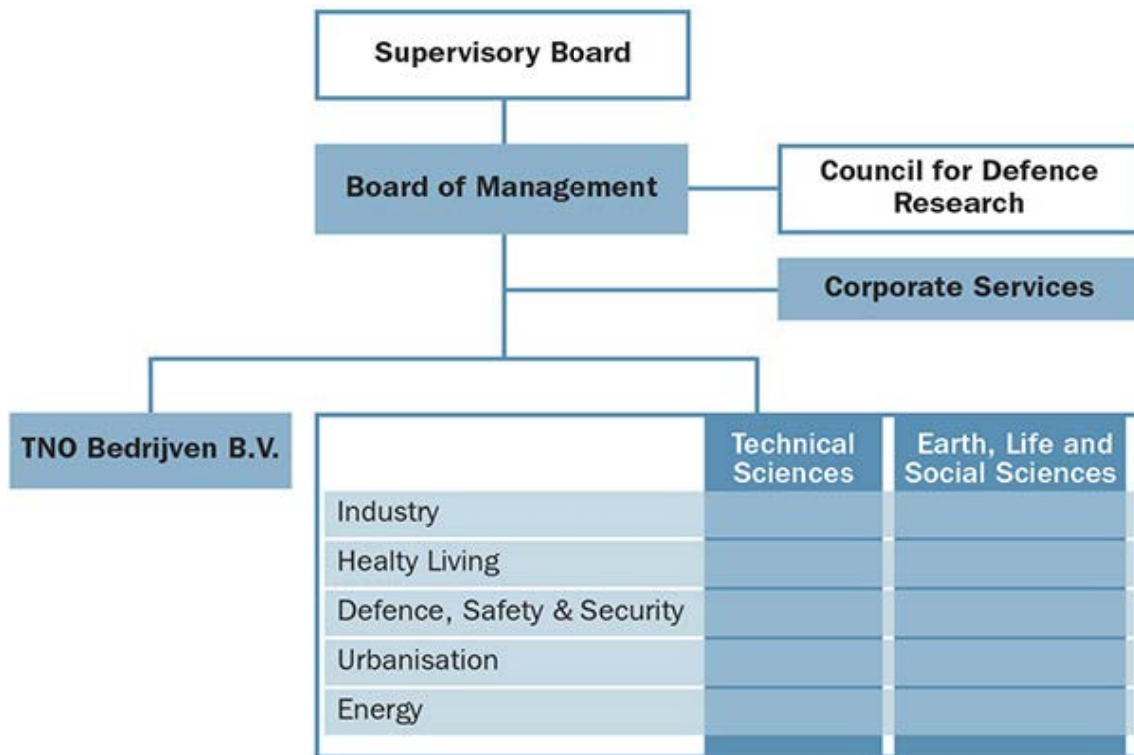 Supervisory Board
Board of Management
Council for Defence
Research
Corporate Services
TNO Bedrijven B.V.
Technical
Sciences
Earth, Life and
Social Sciences
Industry
Healty Living
Defence, Safety & Security
Urbanisation
Energy